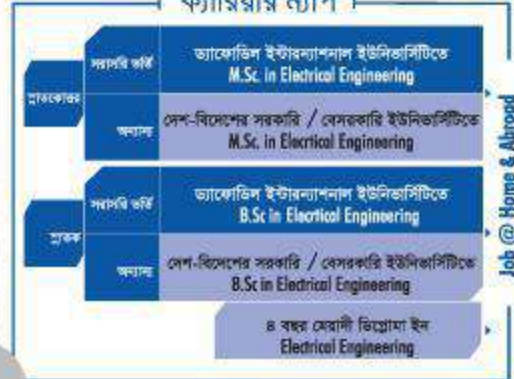 ক্যারিয়ার ম্যাপ
স্নাতকোত্তর
সরাসরি ভর্তি
ড্যাফোডিল ইন্টারন্যাশনাল ইউনিভার্সিটিতে
M.Sc. in Electrical Engineering
অন্যান্য
দেশ-বিদেশের সরকারি / বেসরকারি ইউনিভার্সিটিতে
M.Sc. in Elecrtical Engineering
স্নাতক
সরাসরি ভর্তি
ড্যাফোডিল ইন্টারন্যাশনাল ইউনিভার্সিটিতে
B.Sc in Elecrtical Engineering
অন্যান্য
দেশ-বিদেশের সরকারি / বেসরকারি ইউনিভার্সিটিতে
B.Sc in Electrical Engineering
৪ বছর মেয়াদী ডিপ্লোমা ইন
Electrical Engineering
Job @ Home & Abroad